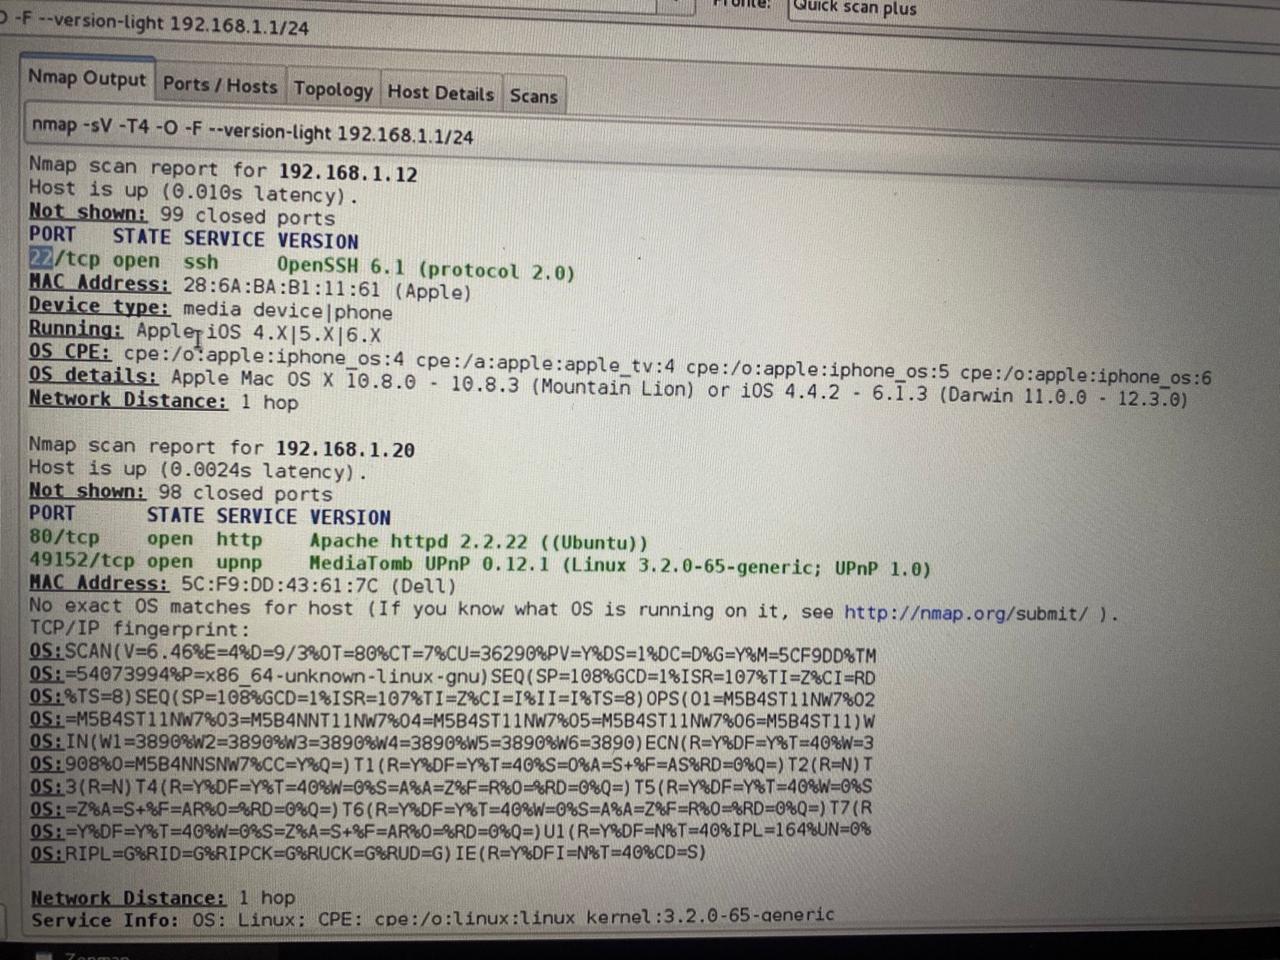 -F --version-light 192.168.1.1/24
Quick scan plus
Nmap Output
Ports / Hosts
Topology
Host Details
Scans
nmap -sV -T4 -O -F --version-light 192.168.1.1/24
Nmap scan report for 192.168.1.12
Host is up (0.010s latency).
Not shown: 99 closed ports
PORT STATE SERVICE VERSION
22/tcp open ssh OpenSSH 6.1 (protocol 2.0)
MAC Address: 28:6A:BA:B1:11:61 (Apple)
Device type: media device|phone
Running: Apple iOS 4.X|5.X|6.X
OS CPE: cpe:/o:apple:iphone_os:4 cpe:/a:apple:apple_tv:4 cpe:/o:apple:iphone_os:5 cpe:/o:apple:iphone_os:6
OS details: Apple Mac OS X 10.8.0 - 10.8.3 (Mountain Lion) or iOS 4.4.2 - 6.1.3 (Darwin 11.0.0 - 12.3.0)
Network Distance: 1 hop
Nmap scan report for 192.168.1.20
Host is up (0.0024s latency).
Not shown: 98 closed ports
PORT STATE SERVICE VERSION
80/tcp open http Apache httpd 2.2.22 ((Ubuntu))
49152/tcp open upnp MediaTomb UPnP 0.12.1 (Linux 3.2.0-65-generic; UPnP 1.0)
MAC Address: 5C:F9:DD:43:61:7C (Dell)
No exact OS matches for host (If you know what OS is running on it, see http://nmap.org/submit/ ).
TCP/IP fingerprint:
OS:SCAN(V=6.46%E=4%D=9/3%OT=80%CT=7%CU=36290%PV=Y%DS=1%DC=D%G=Y%M=5CF9DD%TM
OS:=54073994%P=x86_64-unknown-linux-gnu)SEQ(SP=108%GCD=1%ISR=107%TI=Z%CI=RD
OS:%TS=8)SEQ(SP=108%GCD=1%ISR=107%TI=Z%CI=I%II=I%TS=8)OPS(O1=M5B4ST11NW7%O2
OS:=M5B4ST11NW7%O3=M5B4NNT11NW7%O4=M5B4ST11NW7%O5=M5B4ST11NW7%O6=M5B4ST11)W
OS:IN(W1=3890%W2=3890%W3=3890%W4=3890%W5=3890%W6=3890)ECN(R=Y%DF=Y%T=40%W=3
OS:908%O=M5B4NNSNW7%CC=Y%Q=)T1(R=Y%DF=Y%T=40%S=O%A=S+%F=AS%RD=0%Q=)T2(R=N)T
OS:3(R=N)T4(R=Y%DF=Y%T=40%W=0%S=A%A=Z%F=R%O=%RD=0%Q=)T5(R=Y%DF=Y%T=40%W=0%S
OS:=Z%A=S+%F=AR%O=%RD=0%Q=)T6(R=Y%DF=Y%T=40%W=0%S=A%A=Z%F=R%O=%RD=0%Q=)T7(R
OS:=Y%DF=Y%T=40%W=0%S=Z%A=S+%F=AR%O=%RD=0%Q=)U1(R=Y%DF=N%T=40%IPL=164%UN=0%
OS:RIPL=G%RID=G%RIPCK=G%RUCK=G%RUD=G)IE(R=Y%DFI=N%T=40%CD=S)
Network Distance: 1 hop
Service Info: OS: Linux; CPE: cpe:/o:linux:linux_kernel:3.2.0-65-generic
Zenmap